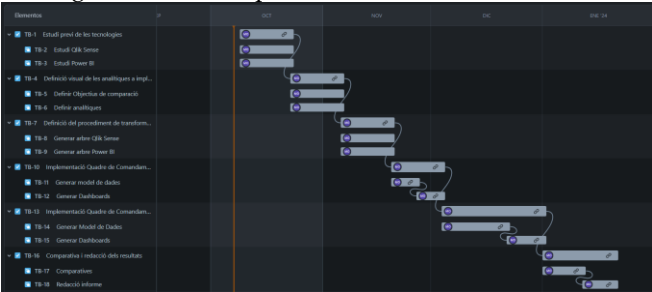 Elementos P OCT NOV DIC ENE '24
TB-1 Estudi previ de les tecnologies
TB-2 Estudi Qlik Sense
TB-3 Estudi Power BI
TB-4 Definició visual de les analítiques a impl...
TB-5 Definir Objectius de comparació
TB-6 Definir analítiques
TB-7 Definició del procediment de transform...
TB-8 Generar arbre Qlik Sense
TB-9 Generar arbre Power BI
TB-10 Implementació Quadre de Comandam...
TB-11 Generar model de dades
TB-12 Generar Dashboards
TB-13 Implementació Quadre de Comandam...
TB-14 Generar Model de Dades
TB-15 Generar Dashboards
TB-16 Comparativa i redacció dels resultats
TB-17 Comparatives
TB-18 Redacció informe